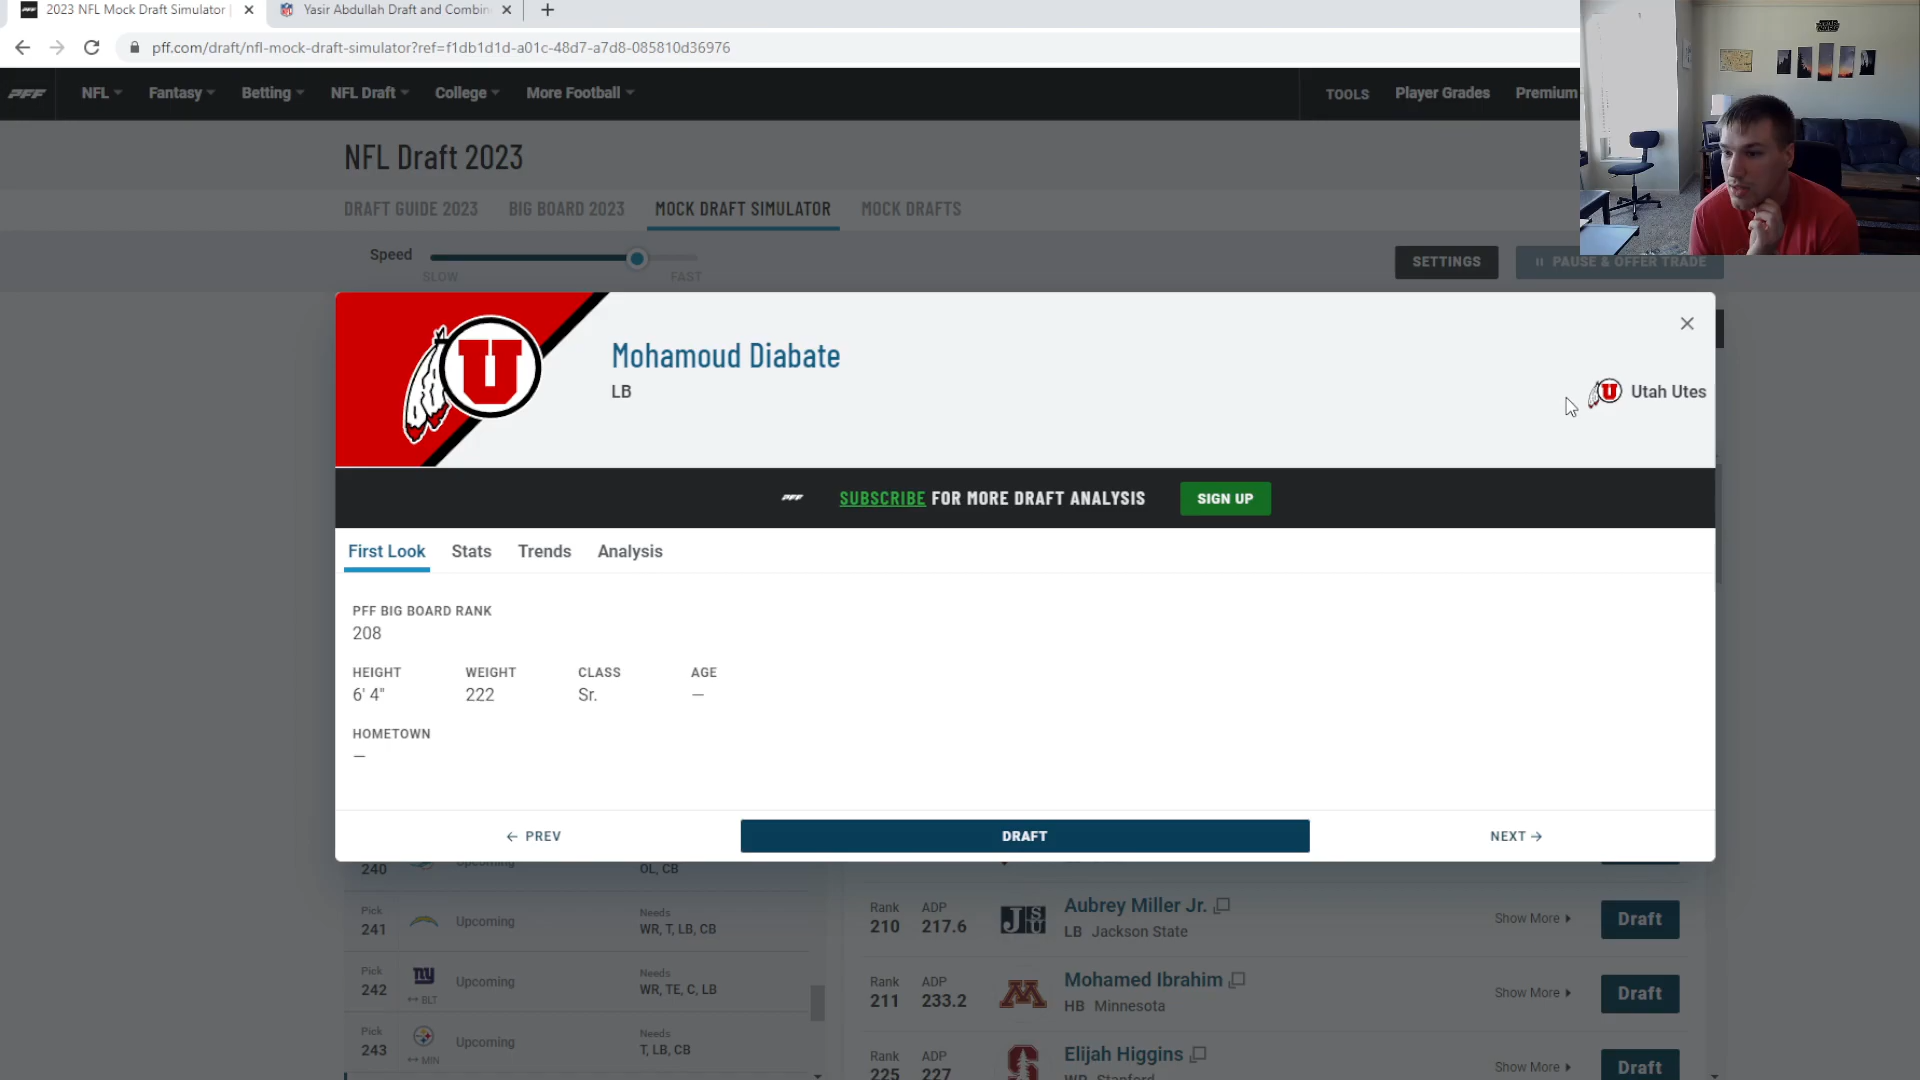 2023 NFL Mock Draft Simulator
Yasir Abdullah Draft and Combin
pff.com/draft/nfl-mock-draft-simulator?ref=f1db1d1d-a01c-48d7-a7d8-085810d36976
PFF NFL Fantasy Betting NFL Draft College More Football TOOLS Player Grades Premium
NFL Draft 2023
DRAFT GUIDE 2023 BIG BOARD 2023 MOCK DRAFT SIMULATOR MOCK DRAFTS
Speed
SLOW FAST
SETTINGS
PAUSE & OFFER TRADE
U
Mohamoud Diabate
LB
U Utah Utes
PFF SUBSCRIBE FOR MORE DRAFT ANALYSIS SIGN UP
First Look Stats Trends Analysis
PFF BIG BOARD RANK
208
HEIGHT WEIGHT CLASS AGE
6' 4" 222 Sr. —
HOMETOWN
—
← PREV DRAFT NEXT →
240 Upcoming OL, CB
Pick Needs
241 Upcoming WR, T, LB, CB
Pick Needs
242 Upcoming WR, TE, C, LB
↔ BLT
Pick Needs
243 Upcoming T, LB, CB
↔ MIN
Rank ADP Aubrey Miller Jr.
210 217.6 LB Jackson State
Show More Draft
Rank ADP Mohamed Ibrahim
211 233.2 HB Minnesota
Show More Draft
Rank ADP Elijah Higgins
225 227 WR Stanford
Show More Draft